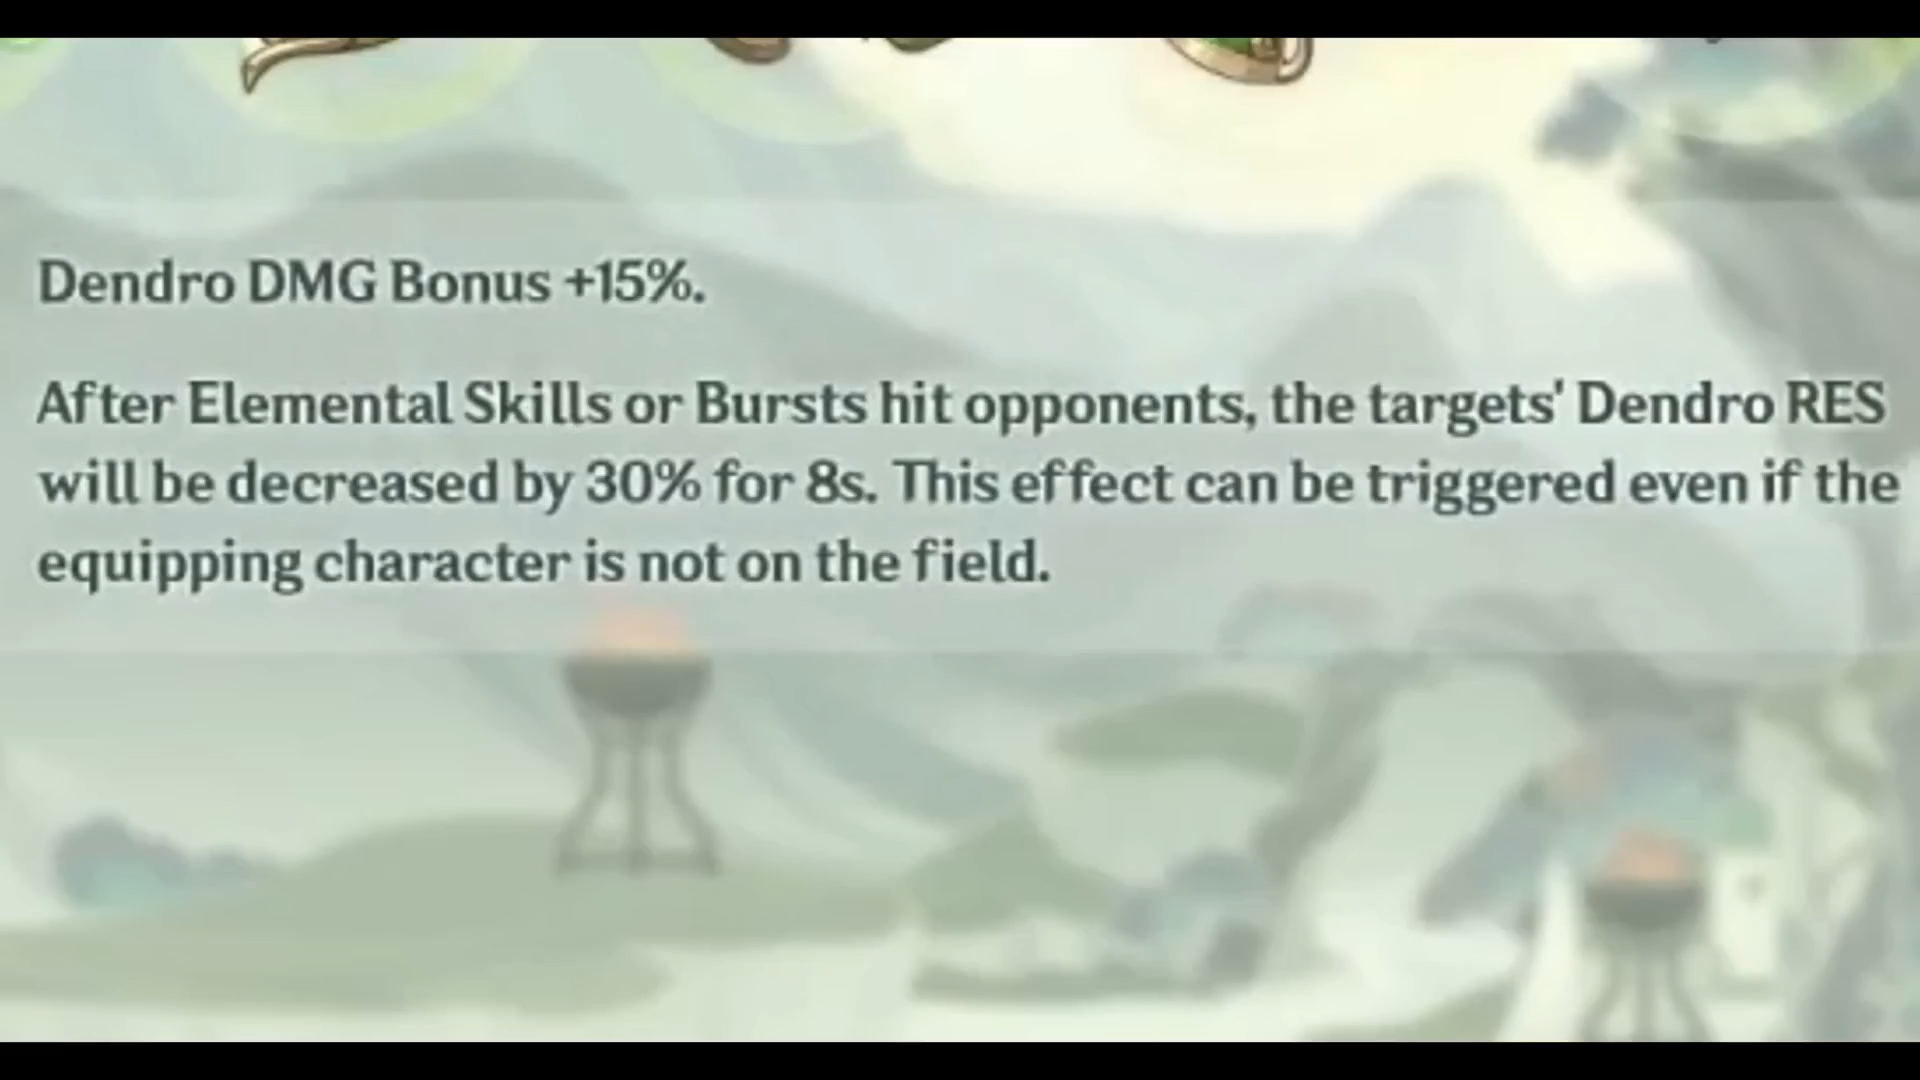 Dendro DMG Bonus +15%.
After Elemental Skills or Bursts hit opponents, the targets' Dendro RES
will be decreased by 30% for 8s. This effect can be triggered even if the
equipping character is not on the field.